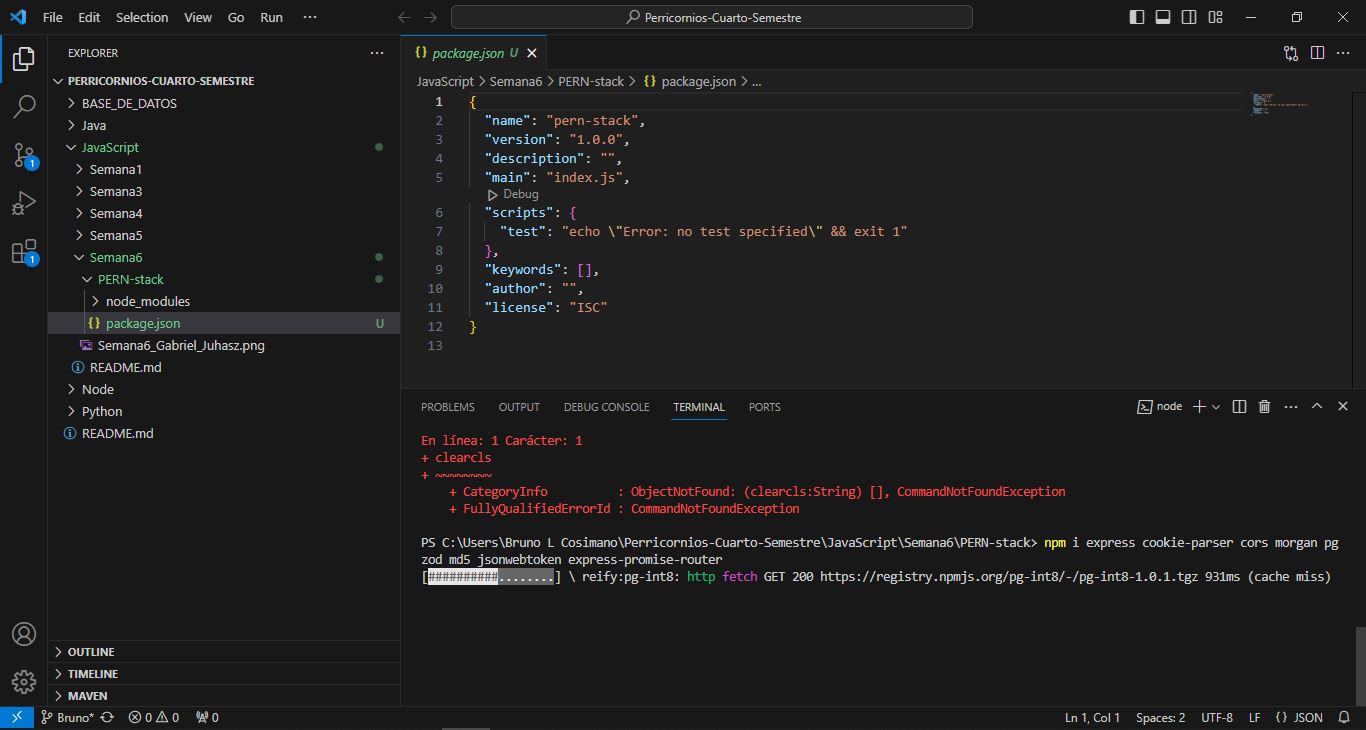 File Edit Selection View Go Run ··· Perricornios-Cuarto-Semestre
EXPLORER ···
PERRICORNIOS-CUARTO-SEMESTRE
BASE_DE_DATOS
Java
JavaScript
Semana1
Semana3
Semana4
Semana5
Semana6
PERN-stack
node_modules
{} package.json U
Semana6_Gabriel_Juhasz.png
README.md
Node
Python
README.md
OUTLINE
TIMELINE
MAVEN
1
1
{} package.json U
JavaScript > Semana6 > PERN-stack > {} package.json > ...
1 {
2 "name": "pern-stack",
3 "version": "1.0.0",
4 "description": "",
5 "main": "index.js",
Debug
6 "scripts": {
7 "test": "echo \"Error: no test specified\" && exit 1"
8 },
9 "keywords": [],
10 "author": "",
11 "license": "ISC"
12 }
13
PROBLEMS OUTPUT DEBUG CONSOLE TERMINAL PORTS node
En línea: 1 Carácter: 1
+ clearcls
+ ~~~~~~~~
+ CategoryInfo : ObjectNotFound: (clearcls:String) [], CommandNotFoundException
+ FullyQualifiedErrorId : CommandNotFoundException
PS C:\Users\Bruno L Cosimano\Perricornios-Cuarto-Semestre\JavaScript\Semana6\PERN-stack> npm i express cookie-parser cors morgan pg
zod md5 jsonwebtoken express-promise-router
[##########........] \ reify:pg-int8: http fetch GET 200 https://registry.npmjs.org/pg-int8/-/pg-int8-1.0.1.tgz 931ms (cache miss)
Bruno* 0 0 0 Ln 1, Col 1 Spaces: 2 UTF-8 LF {} JSON